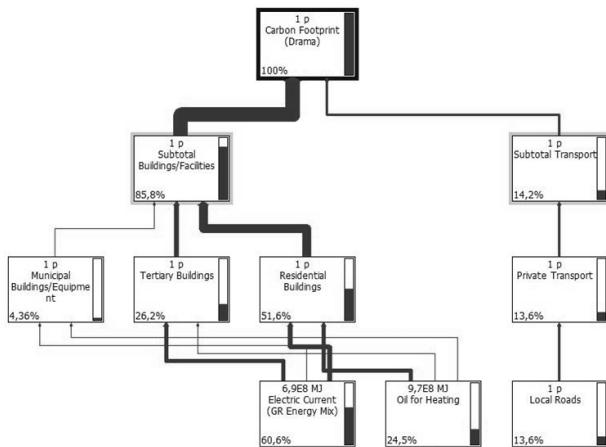 1 p
Carbon Footprint
(Drama)
100%
1 p
Subtotal
Buildings/Facilities
85,8%
1 p
Subtotal Transport
14,2%
1 p
Municipal
Buildings/Equipme
nt
4,36%
1 p
Tertiary Buildings
26,2%
1 p
Residential
Buildings
51,6%
1 p
Private Transport
13,6%
6,9E8 MJ
Electric Current
(GR Energy Mix)
60,6%
9,7E8 MJ
Oil for Heating
24,5%
1 p
Local Roads
13,6%